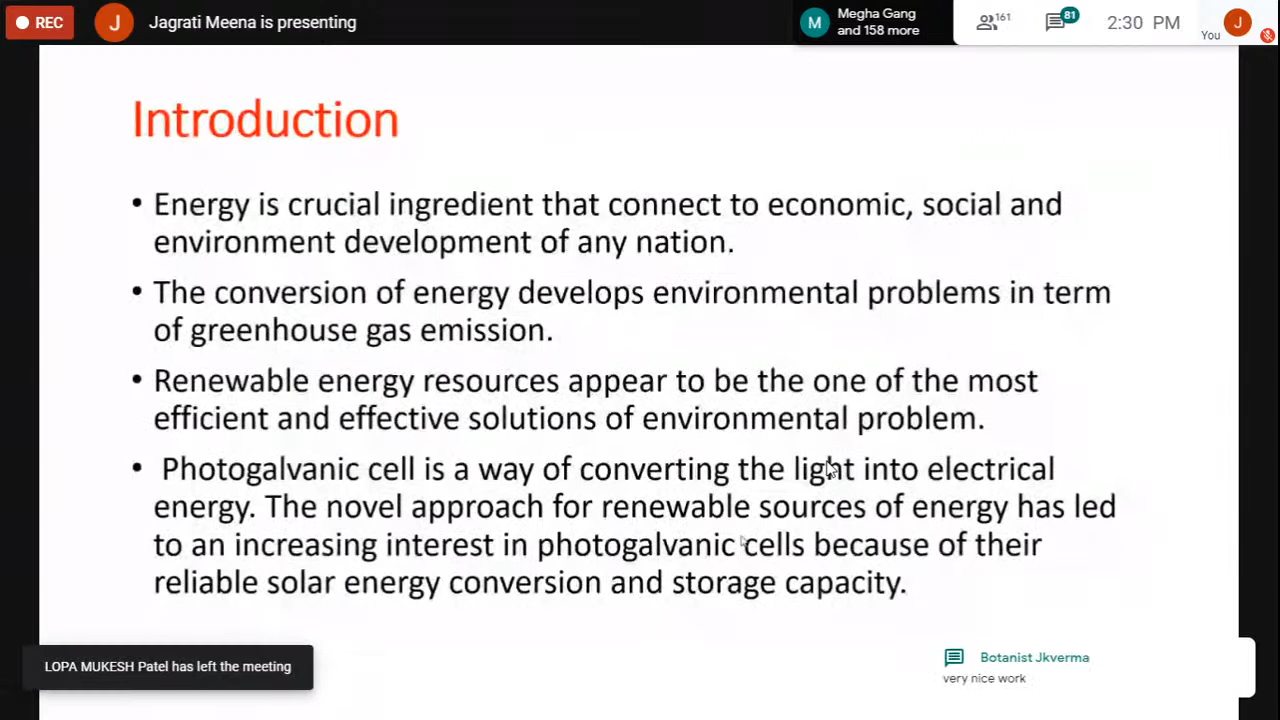 REC
J
Jagrati Meena is presenting
M
Megha Gang
and 158 more
161
81
2:30 PM
You
J
Introduction
• Energy is crucial ingredient that connect to economic, social and
environment development of any nation.
• The conversion of energy develops environmental problems in term
of greenhouse gas emission.
• Renewable energy resources appear to be the one of the most
efficient and effective solutions of environmental problem.
• Photogalvanic cell is a way of converting the light into electrical
energy. The novel approach for renewable sources of energy has led
to an increasing interest in photogalvanic cells because of their
reliable solar energy conversion and storage capacity.
LOPA MUKESH Patel has left the meeting
Botanist Jkverma
very nice work